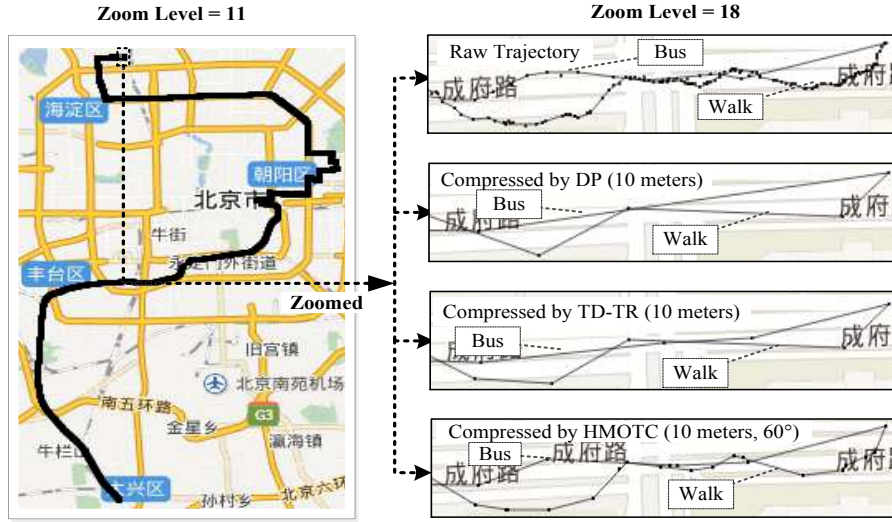 Zoom Level = 11
Zoom Level = 18
海淀区
朝阳区
北京市
牛街
永定门外街道
丰台区
Zoomed
旧宫镇
北京南苑机场
南五环路
G3
金星乡
瀛海镇
牛栏山
大兴区
孙村乡
北京六环
Raw Trajectory
Bus
成府路
成府路
Walk
Compressed by DP (10 meters)
Bus
成府路
成府
Walk
Compressed by TD-TR (10 meters)
Bus
成府路
成府
Walk
Compressed by HMOTC (10 meters, 60°)
Bus
成府路
成府路
成府
Walk